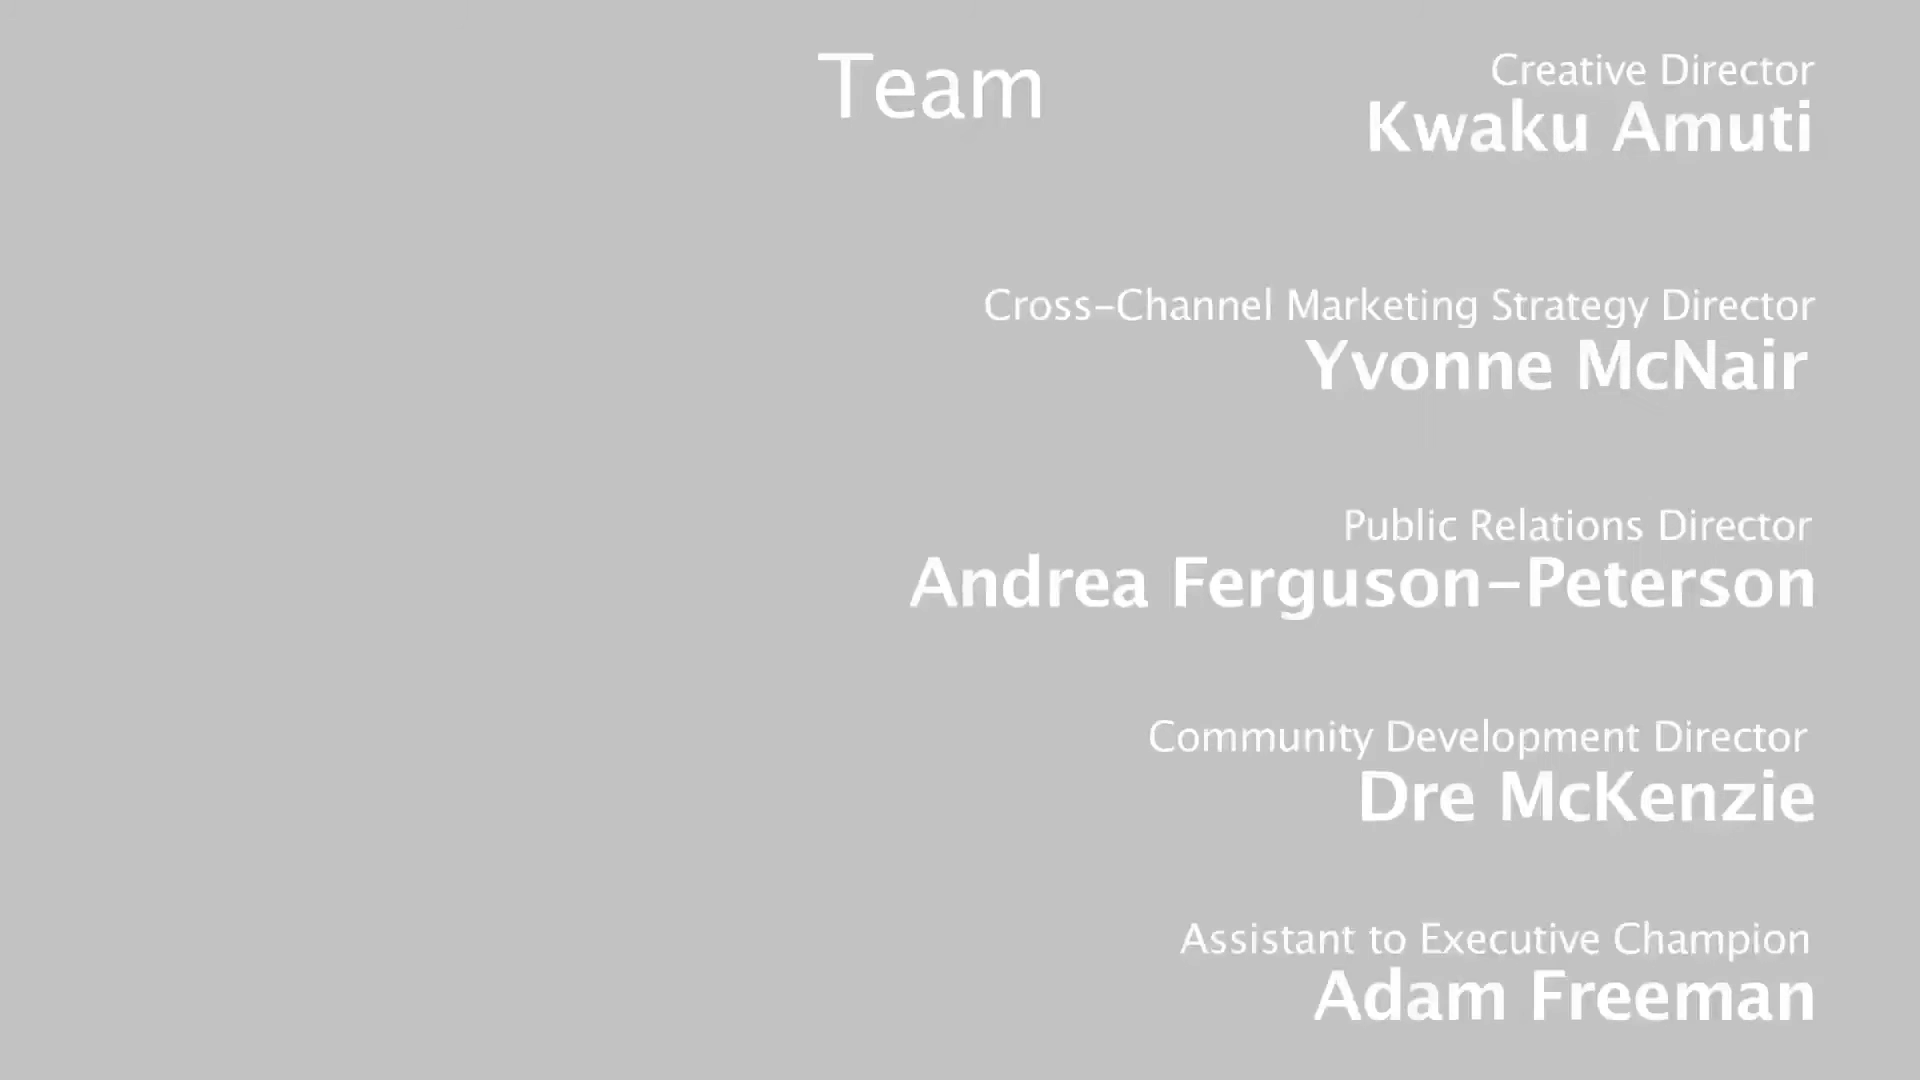 Team
Creative Director
Kwaku Amuti
Cross-Channel Marketing Strategy Director
Yvonne McNair
Public Relations Director
Andrea Ferguson-Peterson
Community Development Director
Dre McKenzie
Assistant to Executive Champion
Adam Freeman